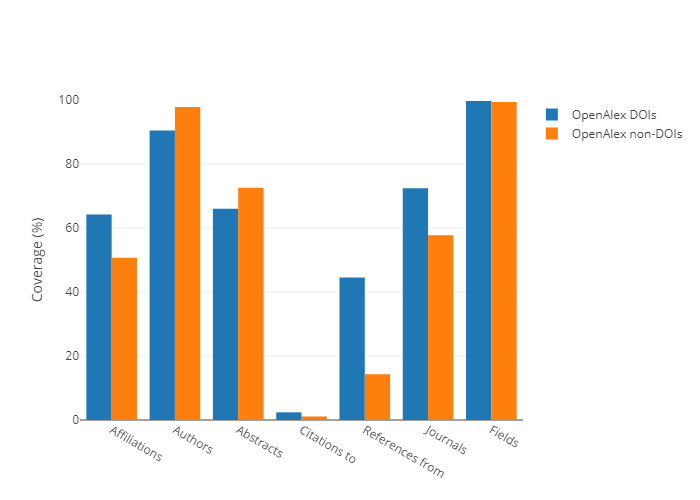 100
80
60
40
20
0
Coverage (%)
Affiliations
Authors
Abstracts
Citations to
References from
Journals
Fields
OpenAlex DOIs
OpenAlex non-DOIs